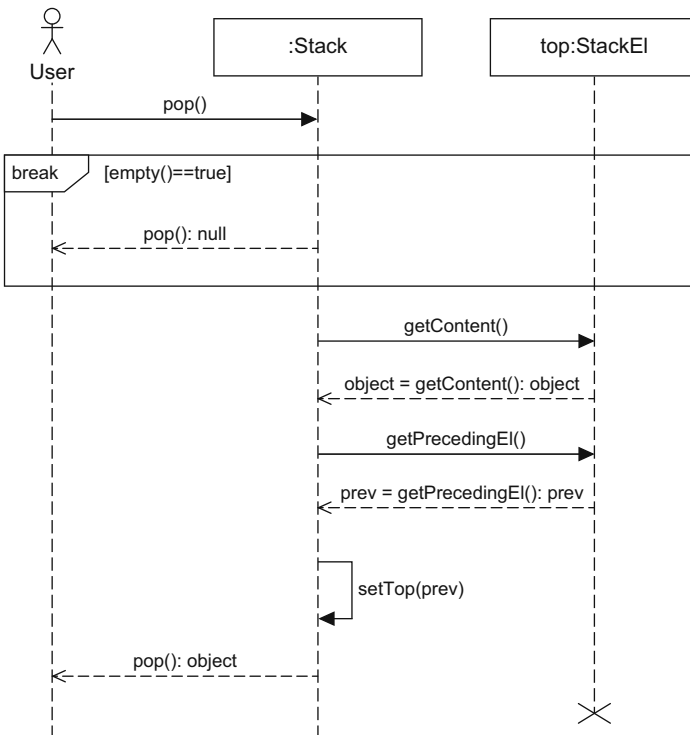 User
:Stack
top:StackEl
pop()
break
[empty()==true]
pop(): null
getContent()
object = getContent(): object
getPrecedingEl()
prev = getPrecedingEl(): prev
setTop(prev)
pop(): object